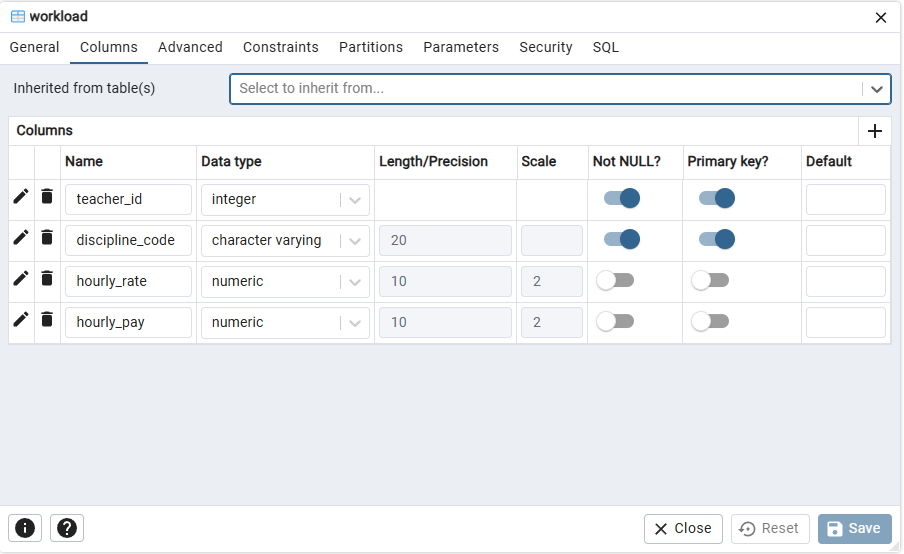 workload
General Columns Advanced Constraints Partitions Parameters Security SQL
Inherited from table(s) Select to inherit from...
Columns
Name Data type Length/Precision Scale Not NULL? Primary key? Default
teacher_id integer
discipline_code character varying 20
hourly_rate numeric 10 2
hourly_pay numeric 10 2
Close Reset Save